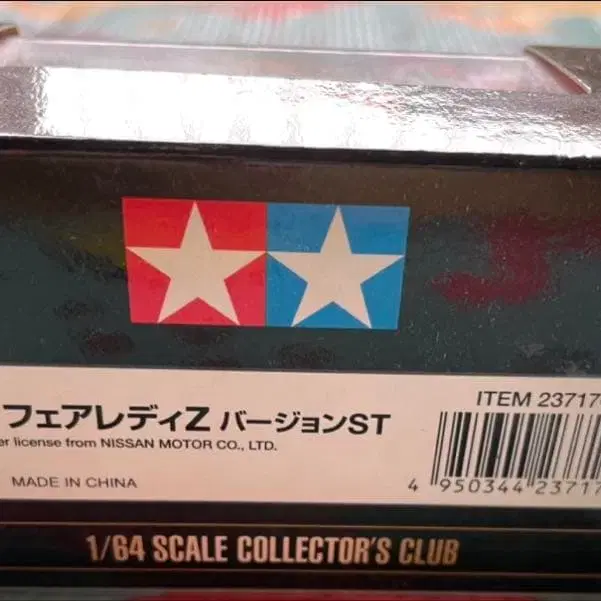 フェアレディZ バージョンST
ITEM 23717
er license from NISSAN MOTOR CO., LTD.
MADE IN CHINA
4 950344 23717
1/64 SCALE COLLECTOR'S CLUB